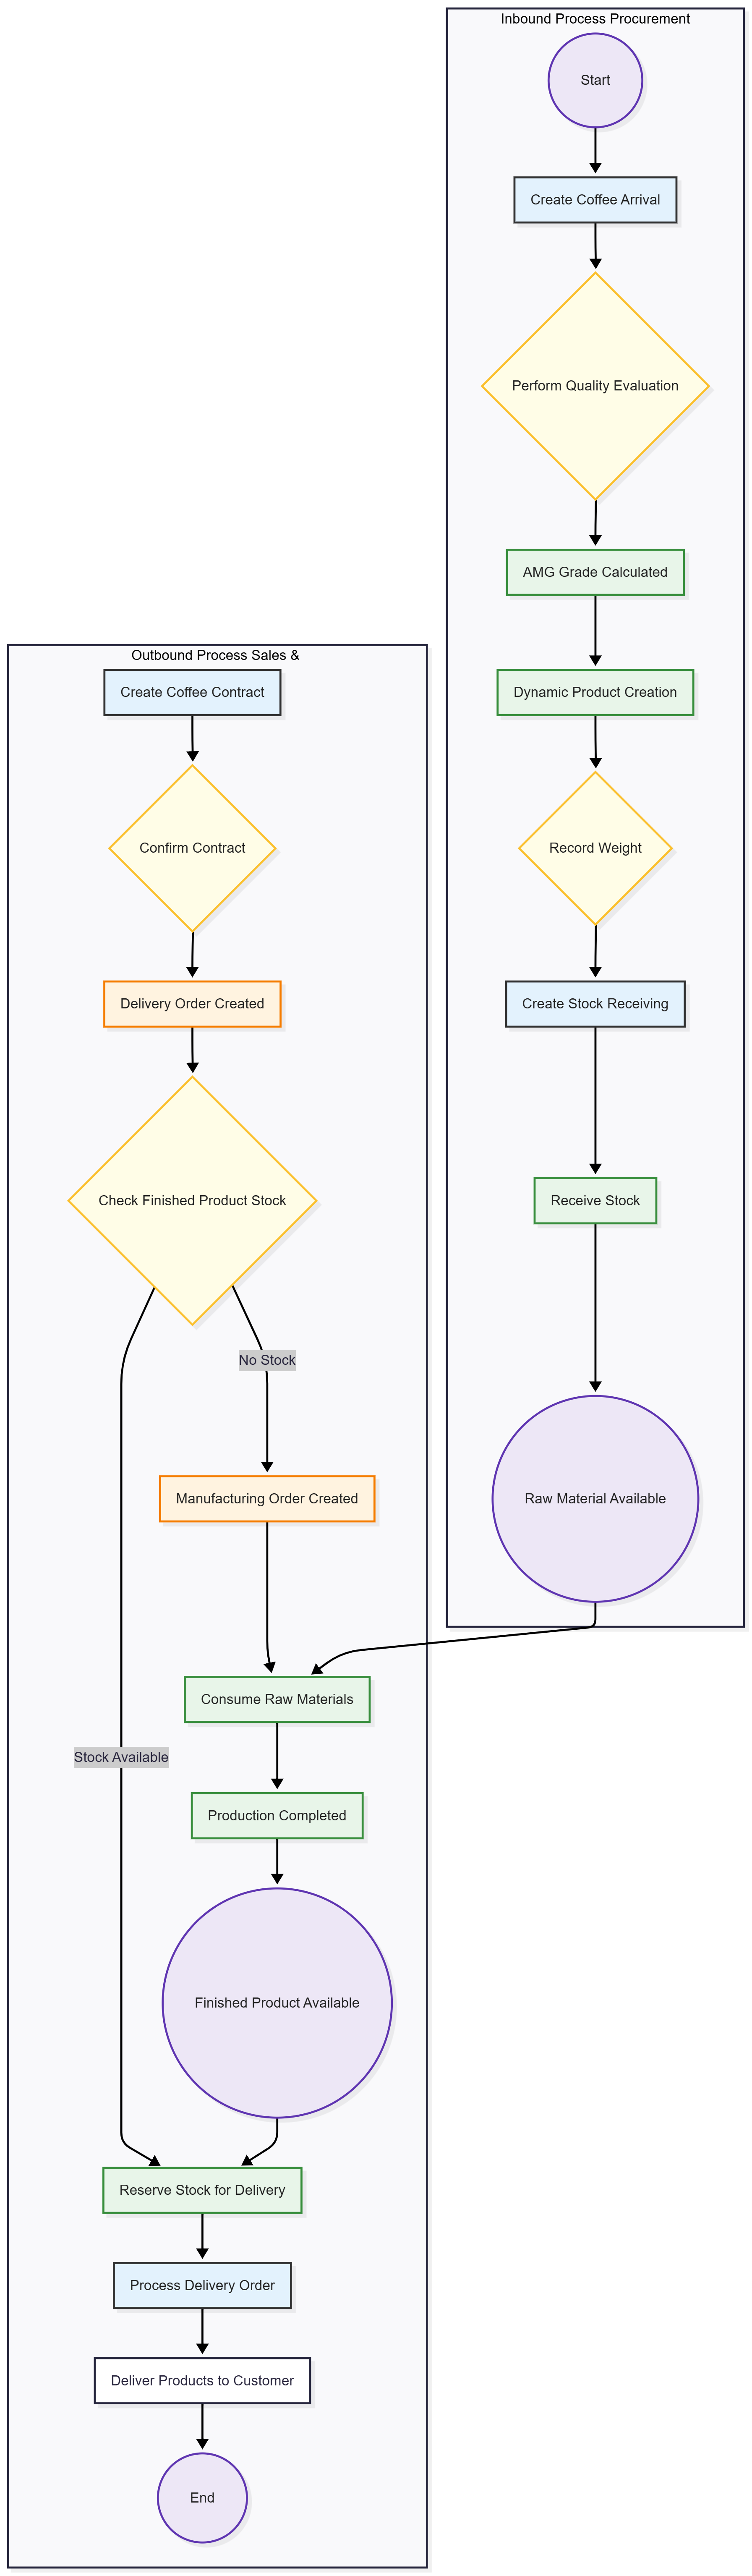 Inbound Process Procurement
Start
Create Coffee Arrival
Perform Quality Evaluation
AMG Grade Calculated
Dynamic Product Creation
Record Weight
Create Stock Receiving
Receive Stock
Raw Material Available
Outbound Process Sales &
Create Coffee Contract
Confirm Contract
Delivery Order Created
Check Finished Product Stock
No Stock
Manufacturing Order Created
Consume Raw Materials
Stock Available
Production Completed
Finished Product Available
Reserve Stock for Delivery
Process Delivery Order
Deliver Products to Customer
End